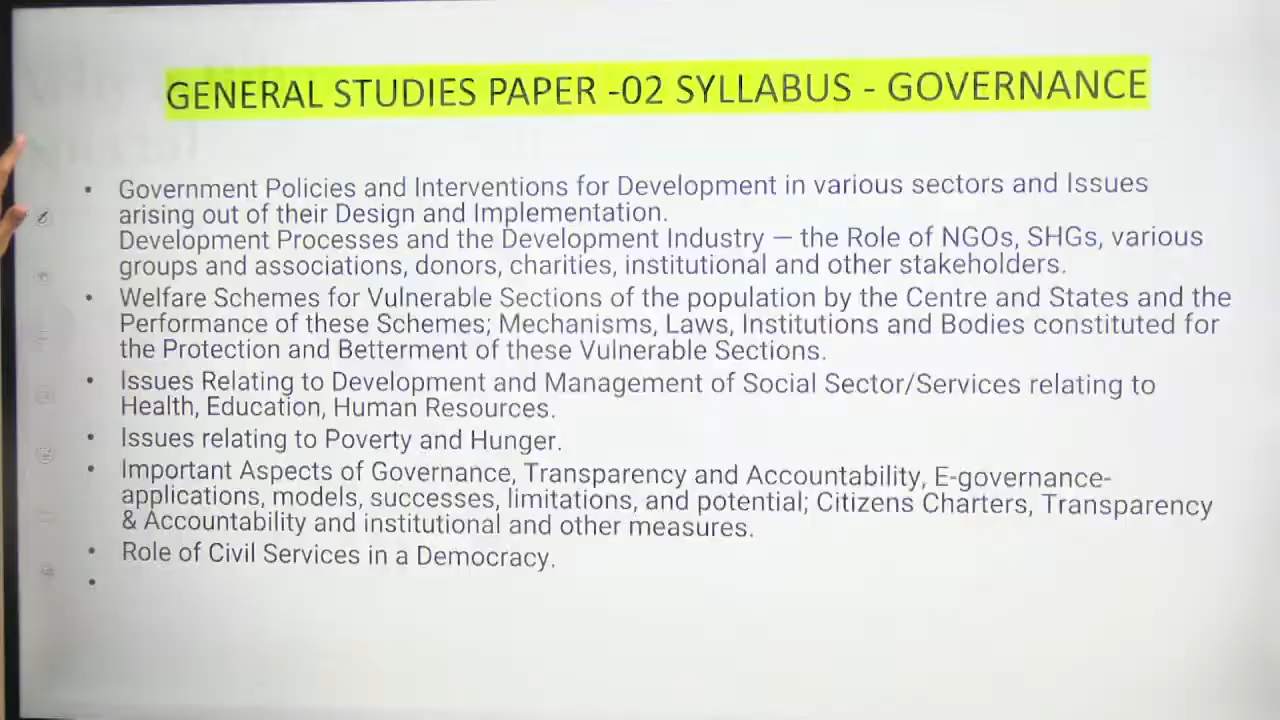 GENERAL STUDIES PAPER -02 SYLLABUS - GOVERNANCE
• Government Policies and Interventions for Development in various sectors and Issues
arising out of their Design and Implementation.
Development Processes and the Development Industry — the Role of NGOs, SHGs, various
groups and associations, donors, charities, institutional and other stakeholders.
• Welfare Schemes for Vulnerable Sections of the population by the Centre and States and the
Performance of these Schemes; Mechanisms, Laws, Institutions and Bodies constituted for
the Protection and Betterment of these Vulnerable Sections.
• Issues Relating to Development and Management of Social Sector/Services relating to
Health, Education, Human Resources.
• Issues relating to Poverty and Hunger.
• Important Aspects of Governance, Transparency and Accountability, E-governance-
applications, models, successes, limitations, and potential; Citizens Charters, Transparency
& Accountability and institutional and other measures.
• Role of Civil Services in a Democracy.
•